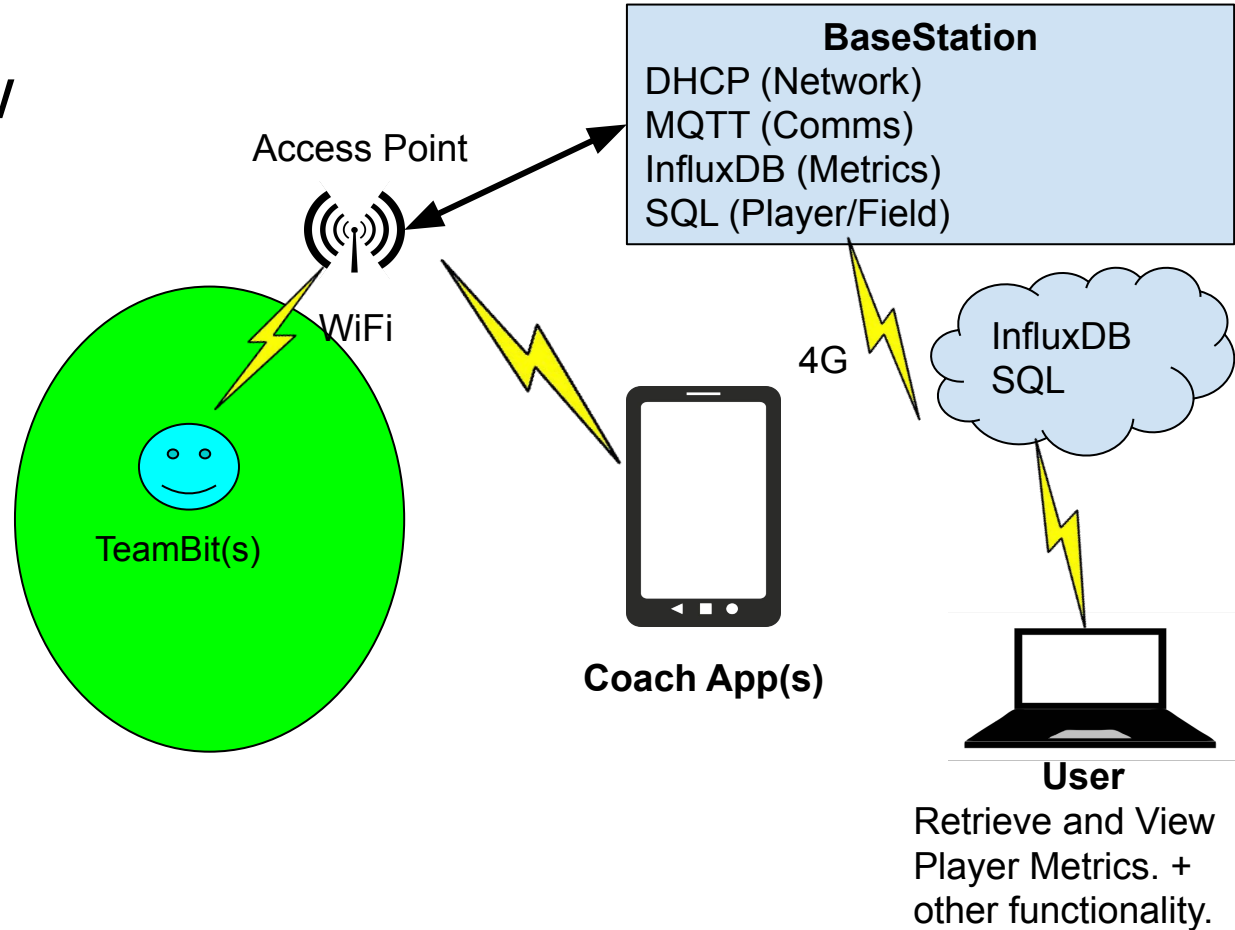 BaseStation
DHCP (Network)
MQTT (Comms)
InfluxDB (Metrics)
SQL (Player/Field)
Access Point
WiFi
TeamBit(s)
Coach App(s)
4G
InfluxDB
SQL
User
Retrieve and View
Player Metrics. +
other functionality.